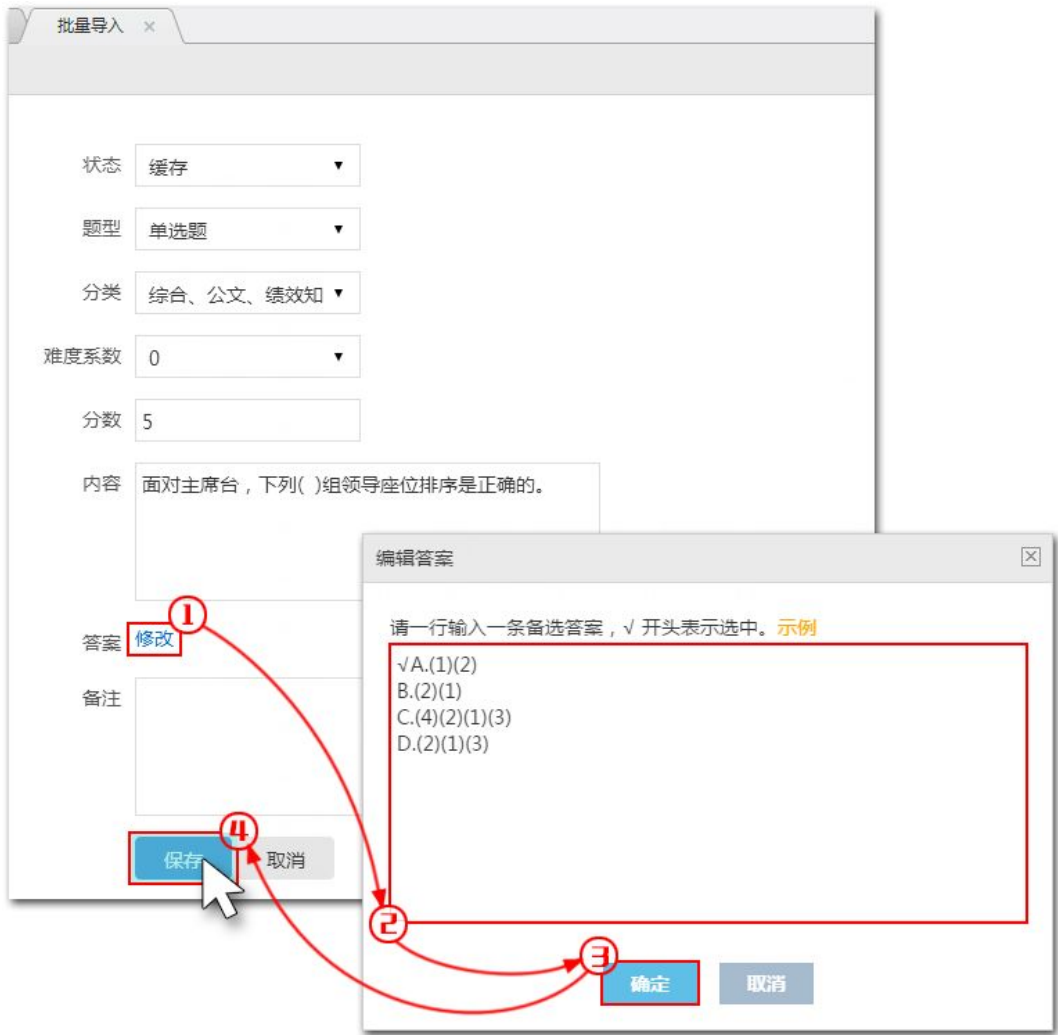 批量导入 ×
状态 缓存
题型 单选题
分类 综合、公文、绩效知
难度系数 0
分数 5
内容 面对主席台，下列( )组领导座位排序是正确的。
答案 修改
备注
保存 取消
编辑答案
请一行输入一条备选答案，√ 开头表示选中。示例
√A.(1)(2)
B.(2)(1)
C.(4)(2)(1)(3)
D.(2)(1)(3)
确定 取消
1
2
3
4